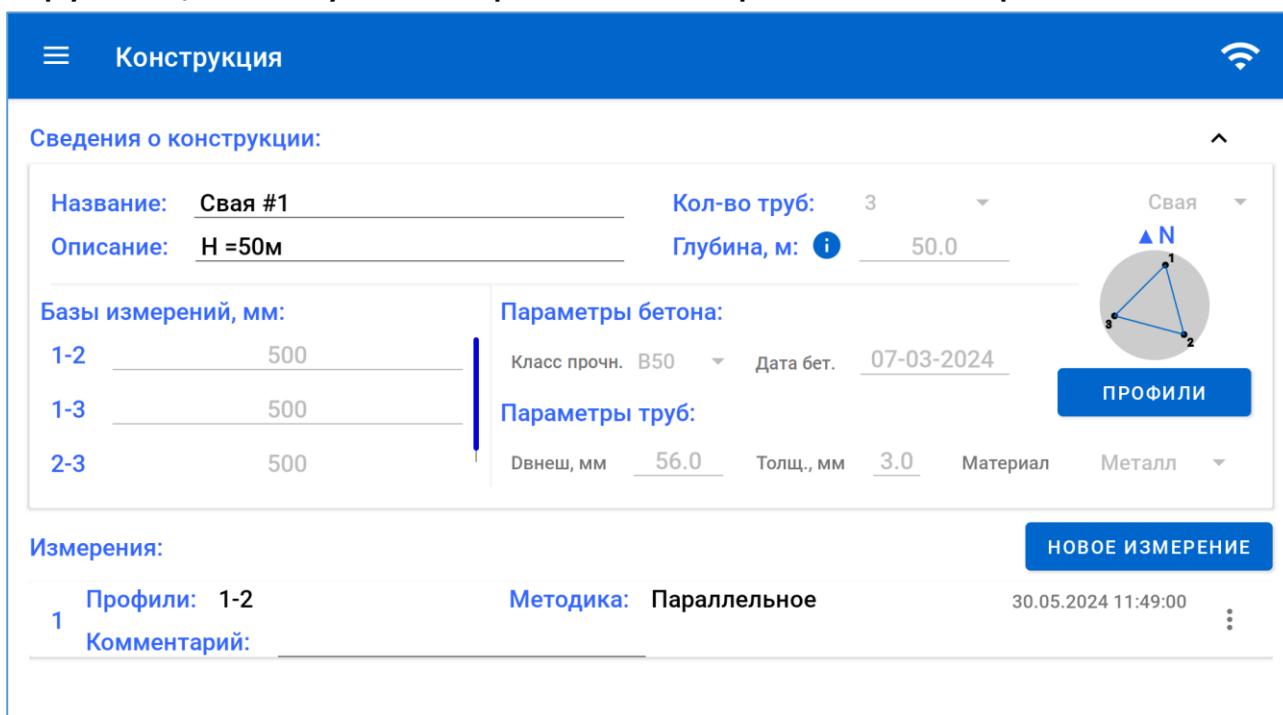 Конструкция
Сведения о конструкции:
Название: Свая #1
Кол-во труб: 3
Свая
Описание: H =50м
Глубина, м: i 50.0
N
1
3
2
Базы измерений, мм:
1-2 500
1-3 500
2-3 500
Параметры бетона:
Класс прочн. B50 Дата бет. 07-03-2024
ПРОФИЛИ
Параметры труб:
Dвнеш, мм 56.0 Толщ., мм 3.0 Материал Металл
Измерения:
НОВОЕ ИЗМЕРЕНИЕ
1 Профили: 1-2 Методика: Параллельное 30.05.2024 11:49:00
Комментарий: